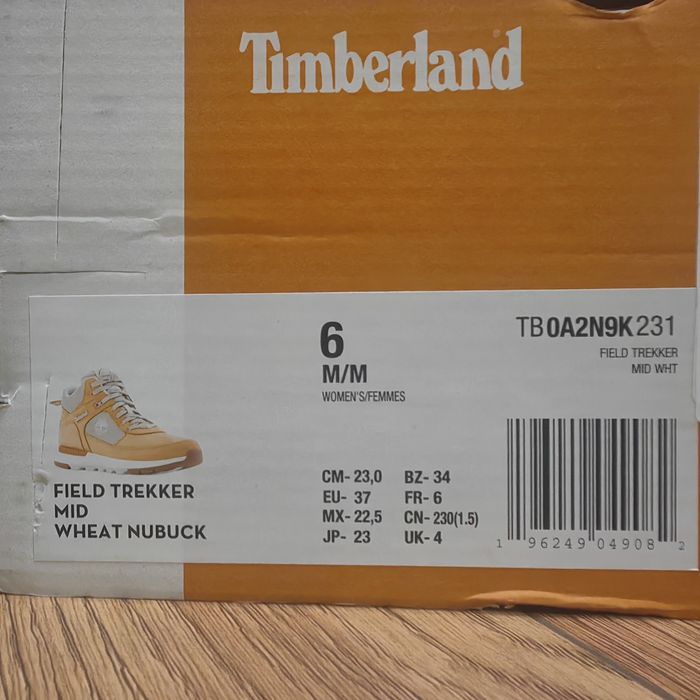 Timberland
6
M/M
WOMEN'S/FEMMES
TB0A2N9K231
FIELD TREKKER
MID WHT
FIELD TREKKER
MID
WHEAT NUBUCK
CM- 23,0 BZ- 34
EU- 37 FR- 6
MX- 22,5 CN- 230(1.5)
JP- 23 UK- 4
1 96249 04908 2